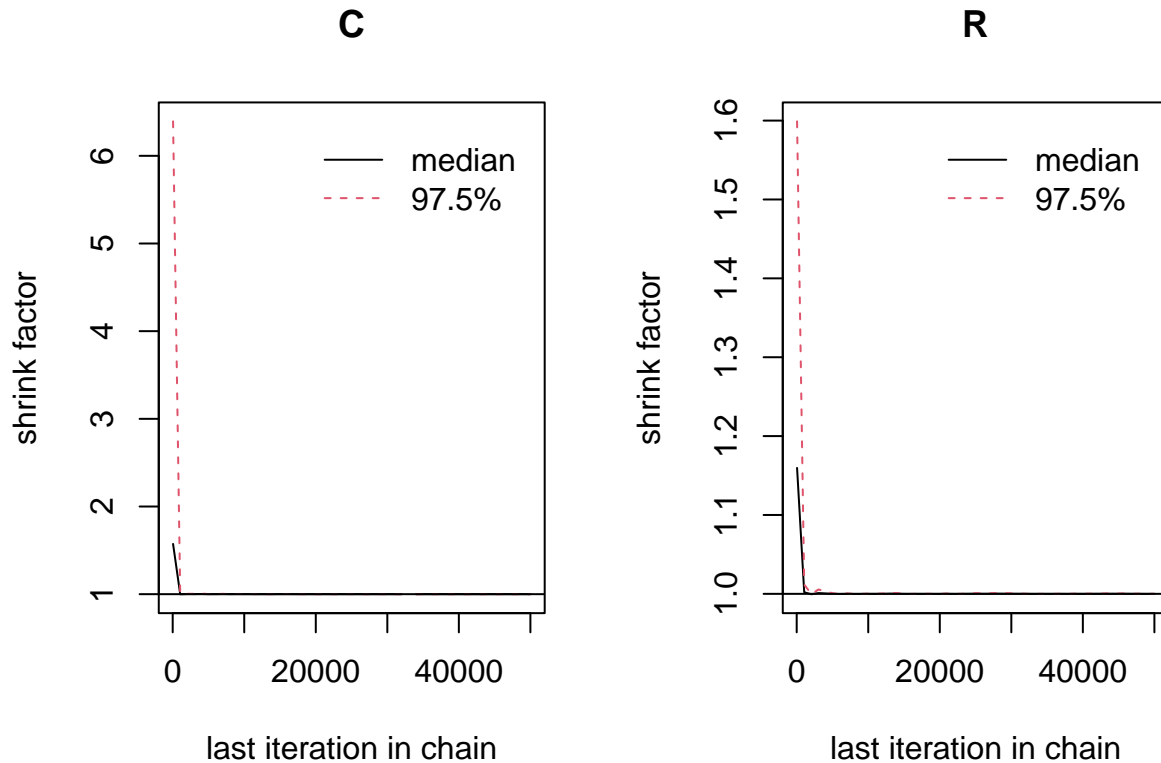 C
shrink factor
6
5
4
3
2
1
median
97.5%
0 20000 40000
last iteration in chain
R
shrink factor
1.6
1.5
1.4
1.3
1.2
1.1
1.0
median
97.5%
0 20000 40000
last iteration in chain